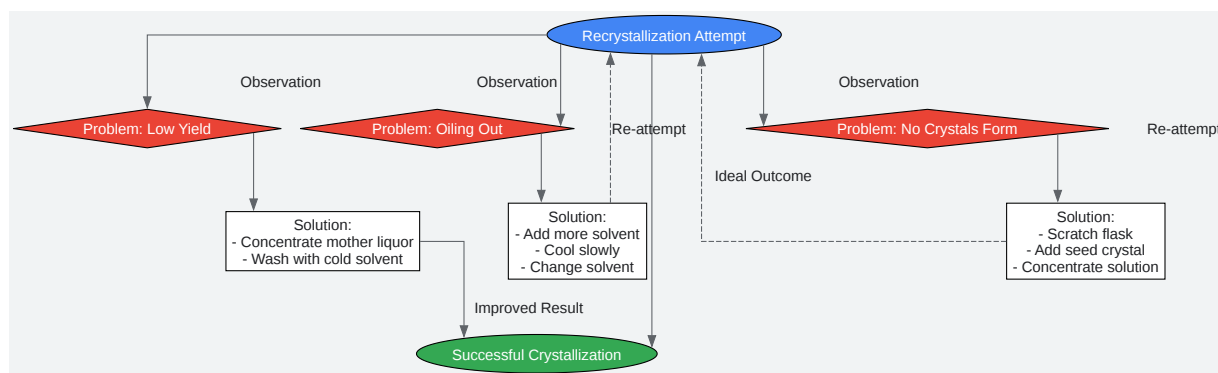 Recrystallization Attempt
Observation
Observation
Observation
Problem: Low Yield
Problem: Oiling Out
Re-attempt
Problem: No Crystals Form
Re-attempt
Ideal Outcome
Solution:
- Concentrate mother liquor
- Wash with cold solvent
Solution:
- Add more solvent
- Cool slowly
- Change solvent
Solution:
- Scratch flask
- Add seed crystal
- Concentrate solution
Improved Result
Successful Crystallization